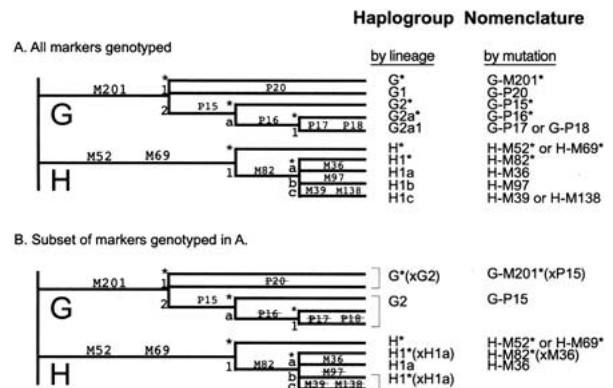 Haplogroup Nomenclature
A. All markers genotyped
by lineage by mutation
M201 * 1 P20 G* G-M201*
G1 G-P20
G 2 P15 * G2* G-P15*
a P16 * G2a* G-P16*
1 P17 P18 G2a1 G-P17 or G-P18
M52 M69 * H* H-M52* or H-M69*
H 1 M82 * H1* H-M82*
a M36 H1a H-M36
b M97 H1b H-M97
c M39 M138 H1c H-M39 or H-M138
B. Subset of markers genotyped in A.
M201 * 1 P20 G*(xG2) G-M201*(xP15)
G 2 P15 * G2 G-P15
a P16 *
1 P17 P18
M52 M69 * H* H-M52* or H-M69*
H 1 M82 * H1*(xH1a) H-M82*(xM36)
a M36 H1a H-M36
b M97
c M39 M138 H1*(xH1a)